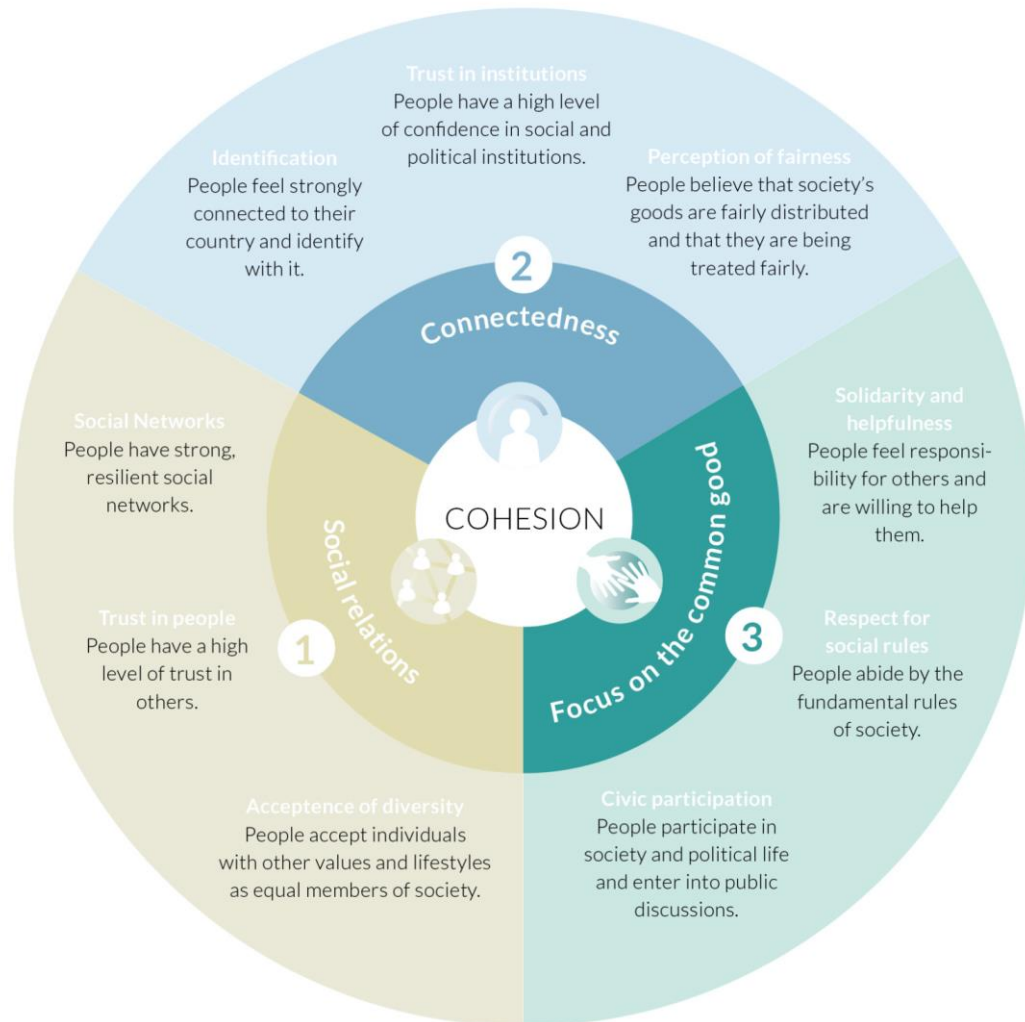 COHESION
1
Social relations
Social Networks
People have strong,
resilient social
networks.
Trust in people
People have a high
level of trust in
others.
Acceptence of diversity
People accept individuals
with other values and lifestyles
as equal members of society.
2
Connectedness
Identification
People feel strongly
connected to their
country and identify
with it.
Trust in institutions
People have a high level
of confidence in social and
political institutions.
Perception of fairness
People believe that society’s
goods are fairly distributed
and that they are being
treated fairly.
3
Focus on the common good
Solidarity and
helpfulness
People feel responsi-
bility for others and
are willing to help
them.
Respect for
social rules
People abide by the
fundamental rules
of society.
Civic participation
People participate in
society and political life
and enter into public
discussions.